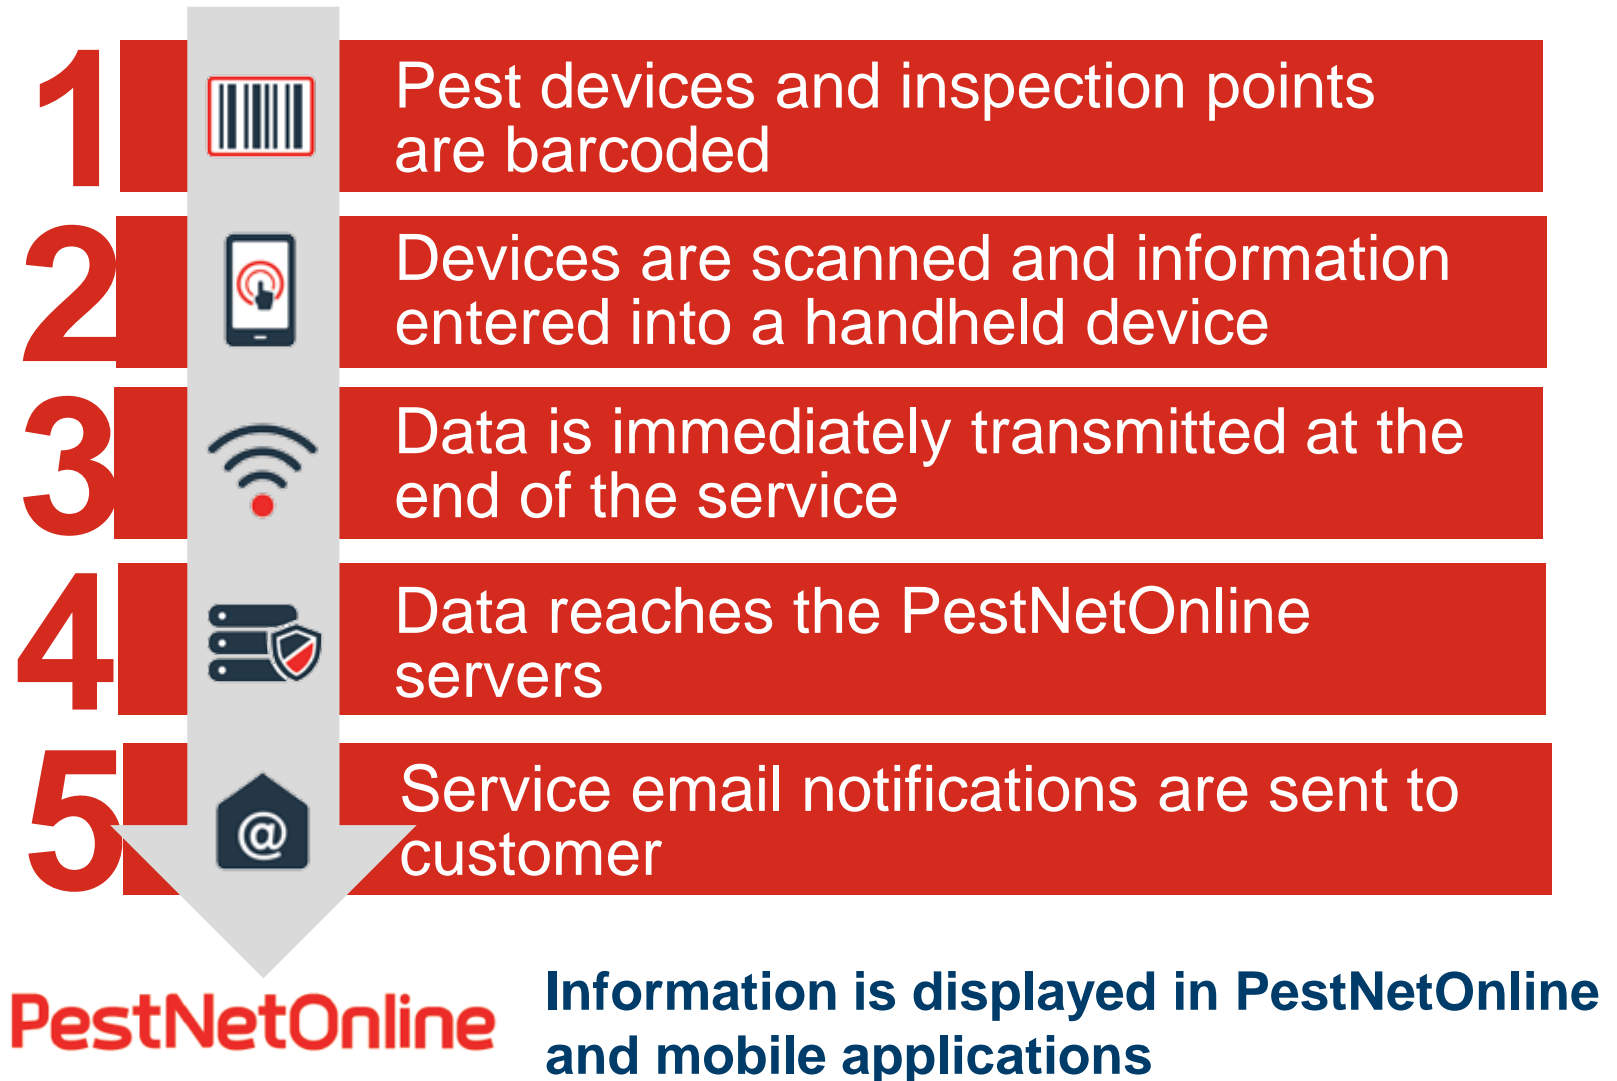 1
Pest devices and inspection points
are barcoded
2
Devices are scanned and information
entered into a handheld device
3
Data is immediately transmitted at the
end of the service
4
Data reaches the PestNetOnline
servers
5
Service email notifications are sent to
customer
@
PestNetOnline
Information is displayed in PestNetOnline
and mobile applications